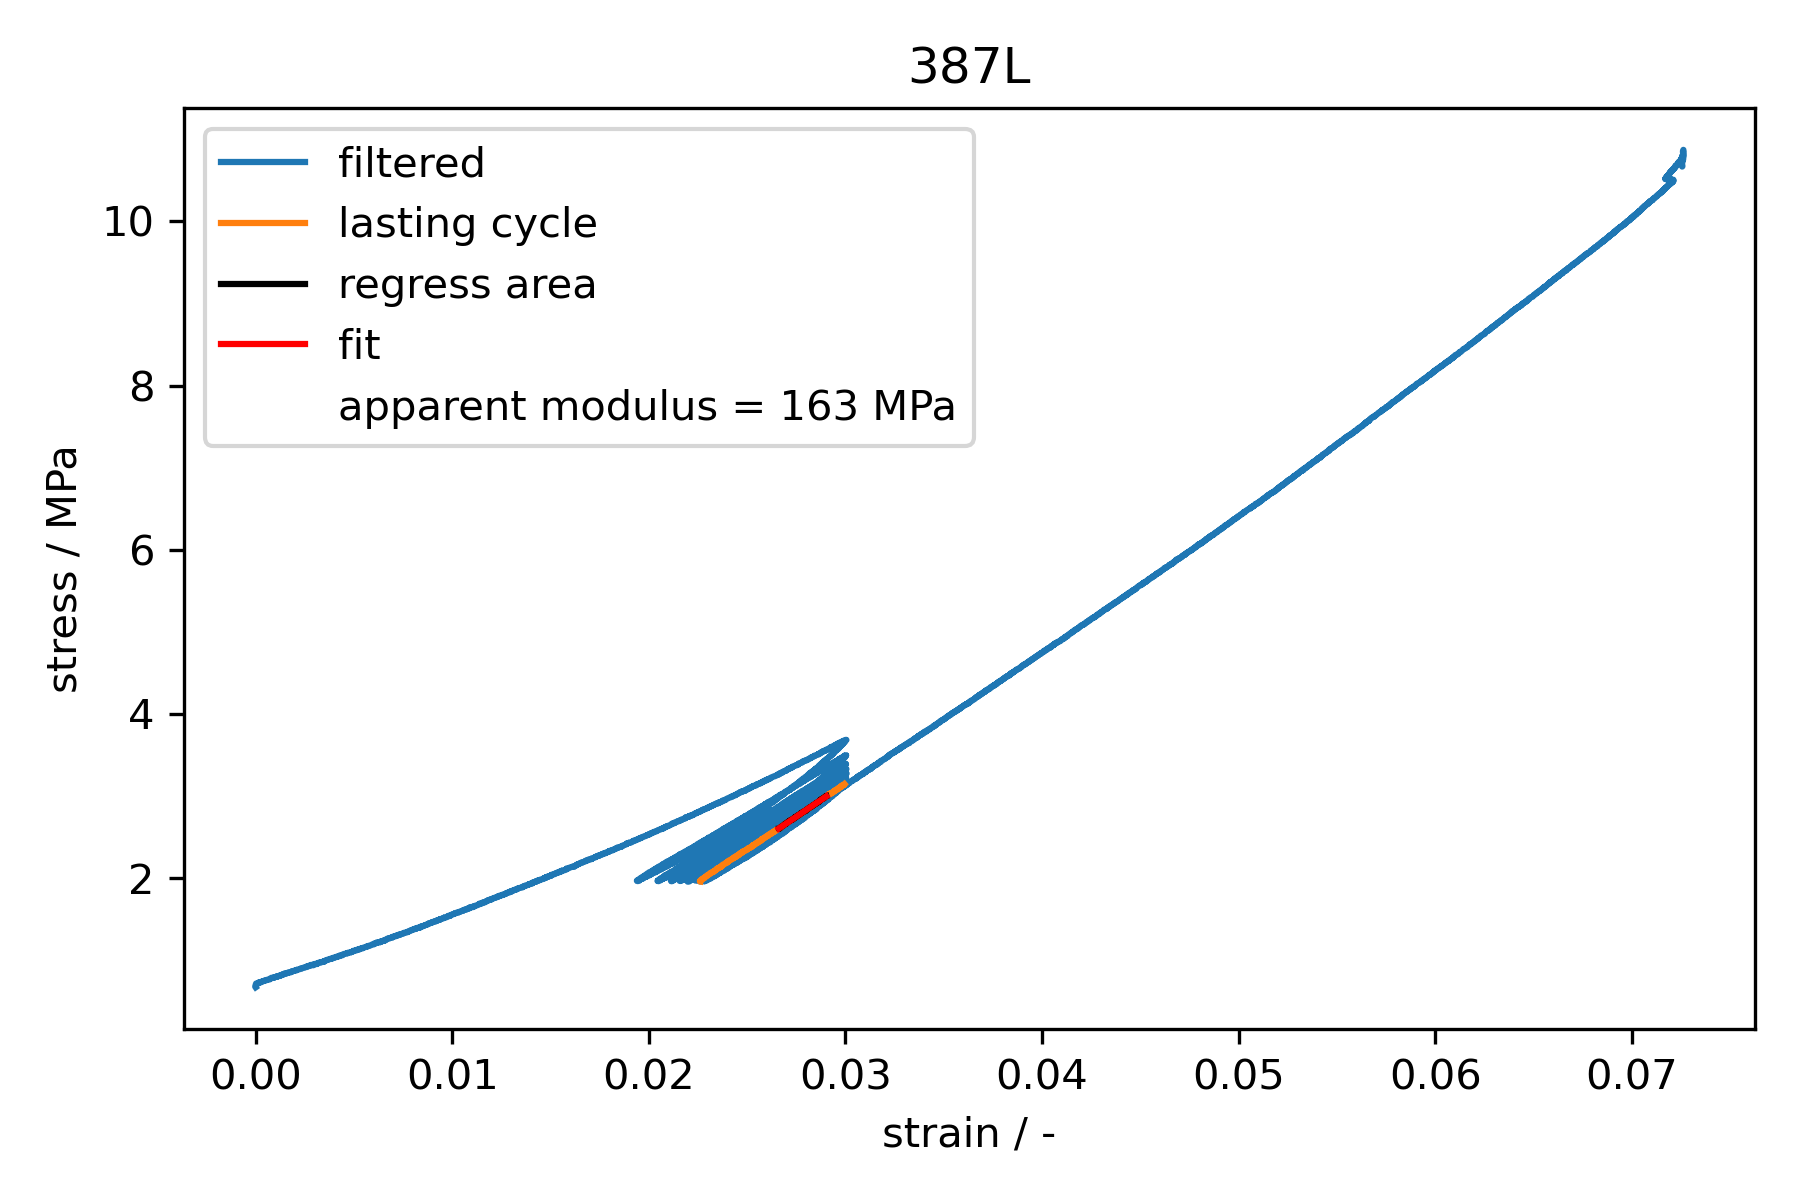 387L
filtered
lasting cycle
regress area
fit
apparent modulus = 163 MPa
stress / MPa
10
8
6
4
2
0.00 0.01 0.02 0.03 0.04 0.05 0.06 0.07
strain / -